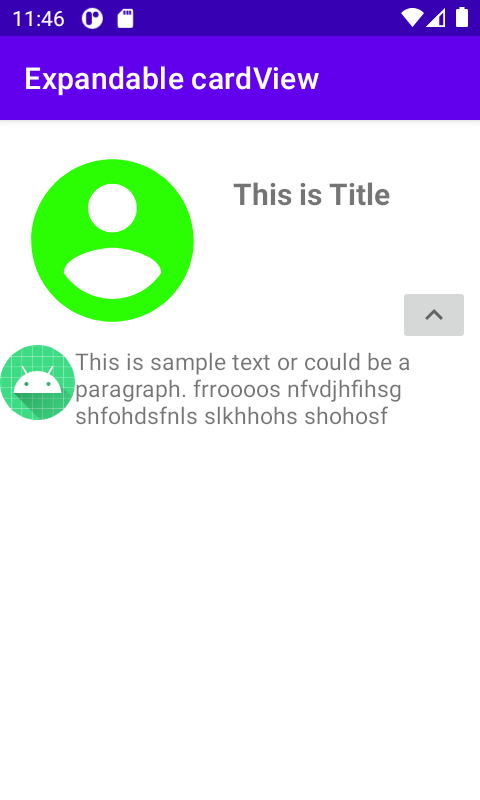 11:46
Expandable cardView
This is Title
This is sample text or could be a
paragraph. frroooos nfvdjhfihsg
shfohdsfnls slkhhohs shohosf